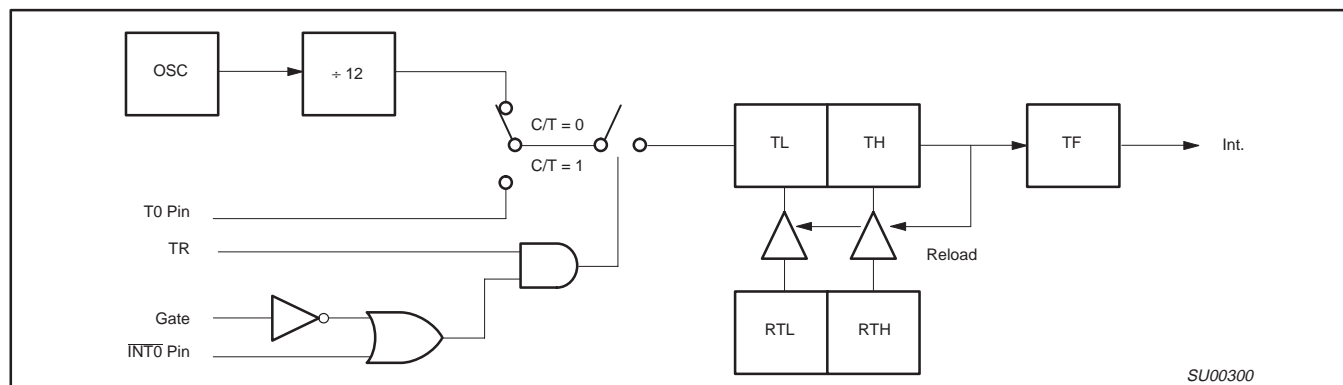 OSC
÷ 12
C/T = 0
C/T = 1
TL
TH
TF
Int.
T0 Pin
TR
Reload
Gate
INT0 Pin
RTL
RTH
SU00300